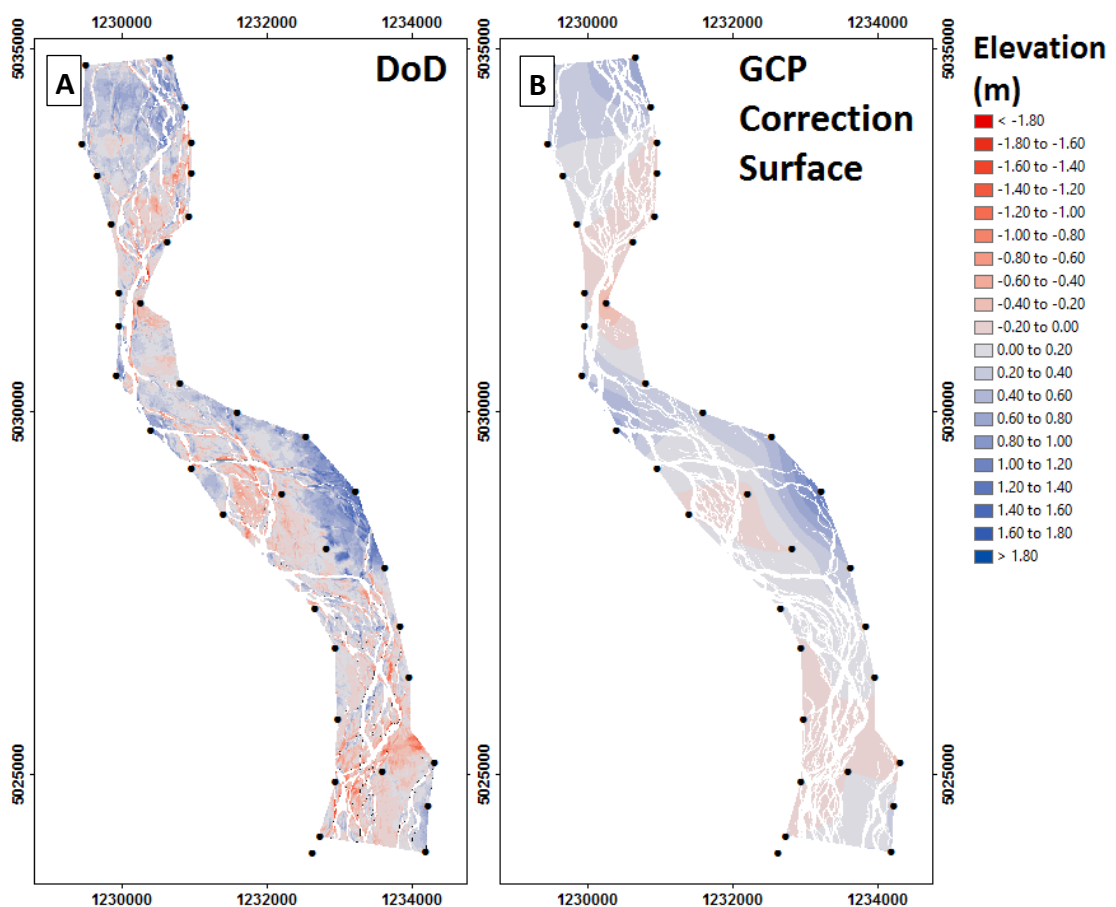 1230000 1232000 1234000
1230000 1232000 1234000
A
DoD
B
GCP
Correction
Surface
5035000
5030000
5025000
5035000
5030000
5025000
1230000 1232000 1234000
1230000 1232000 1234000
Elevation
(m)
< -1.80
-1.80 to -1.60
-1.60 to -1.40
-1.40 to -1.20
-1.20 to -1.00
-1.00 to -0.80
-0.80 to -0.60
-0.60 to -0.40
-0.40 to -0.20
-0.20 to 0.00
0.00 to 0.20
0.20 to 0.40
0.40 to 0.60
0.60 to 0.80
0.80 to 1.00
1.00 to 1.20
1.20 to 1.40
1.40 to 1.60
1.60 to 1.80
> 1.80